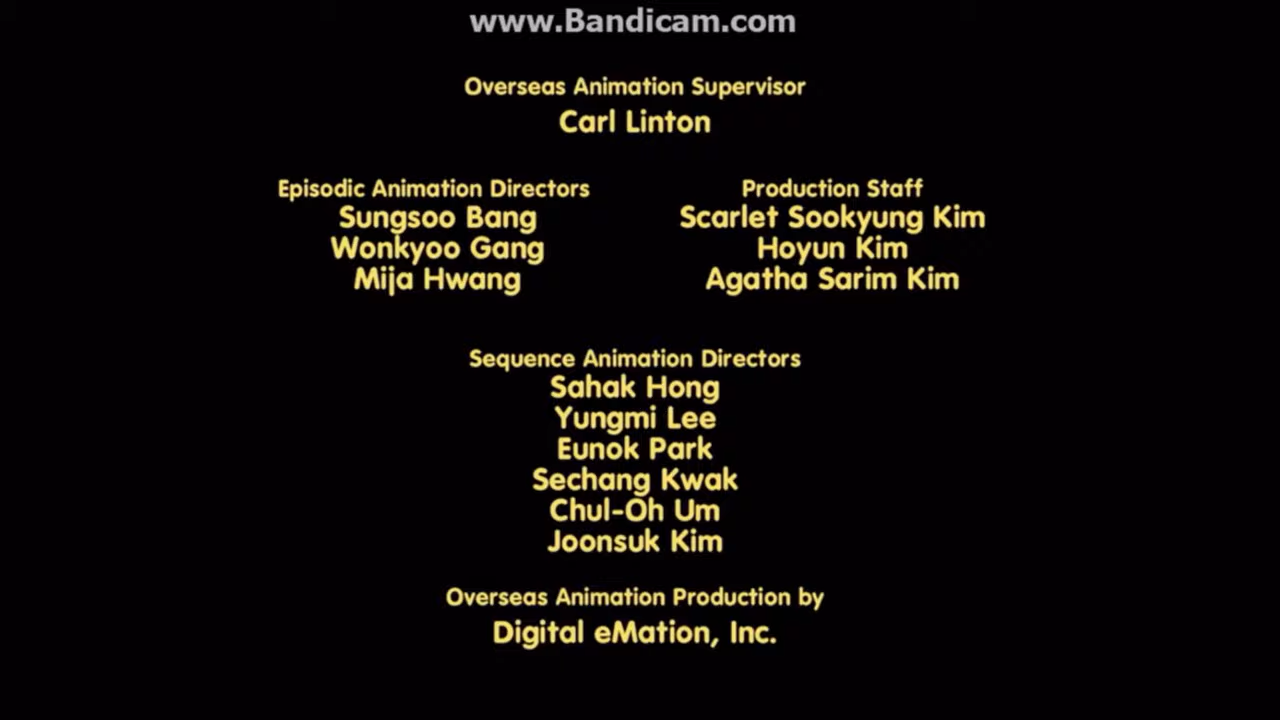 www.Bandicam.com
Overseas Animation Supervisor
Carl Linton
Episodic Animation Directors
Sungsoo Bang
Wonkyoo Gang
Mija Hwang
Production Staff
Scarlet Sookyung Kim
Hoyun Kim
Agatha Sarim Kim
Sequence Animation Directors
Sahak Hong
Yungmi Lee
Eunok Park
Sechang Kwak
Chul-Oh Um
Joonsuk Kim
Overseas Animation Production by
Digital eMation, Inc.